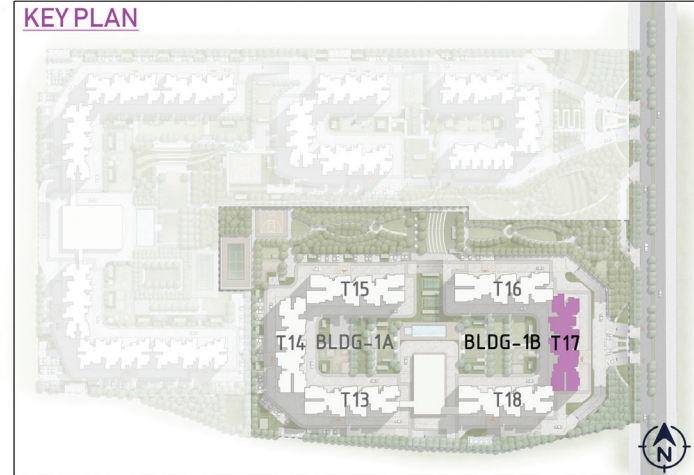 KEY PLAN
T15
T16
T14 BLDG-1A
BLDG-1B T17
T13
T18
N